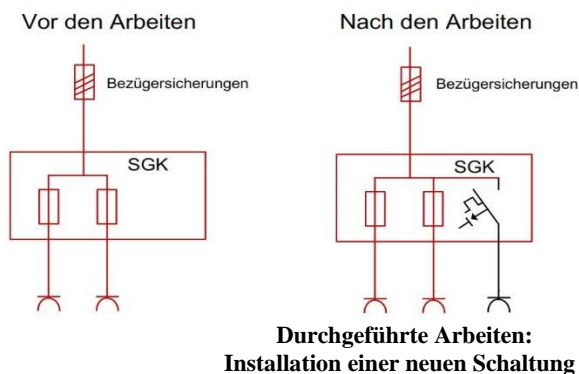 Vor den Arbeiten
Nach den Arbeiten
Bezügersicherungen
Bezügersicherungen
SGK
SGK
Durchgeführte Arbeiten:
Installation einer neuen Schaltung